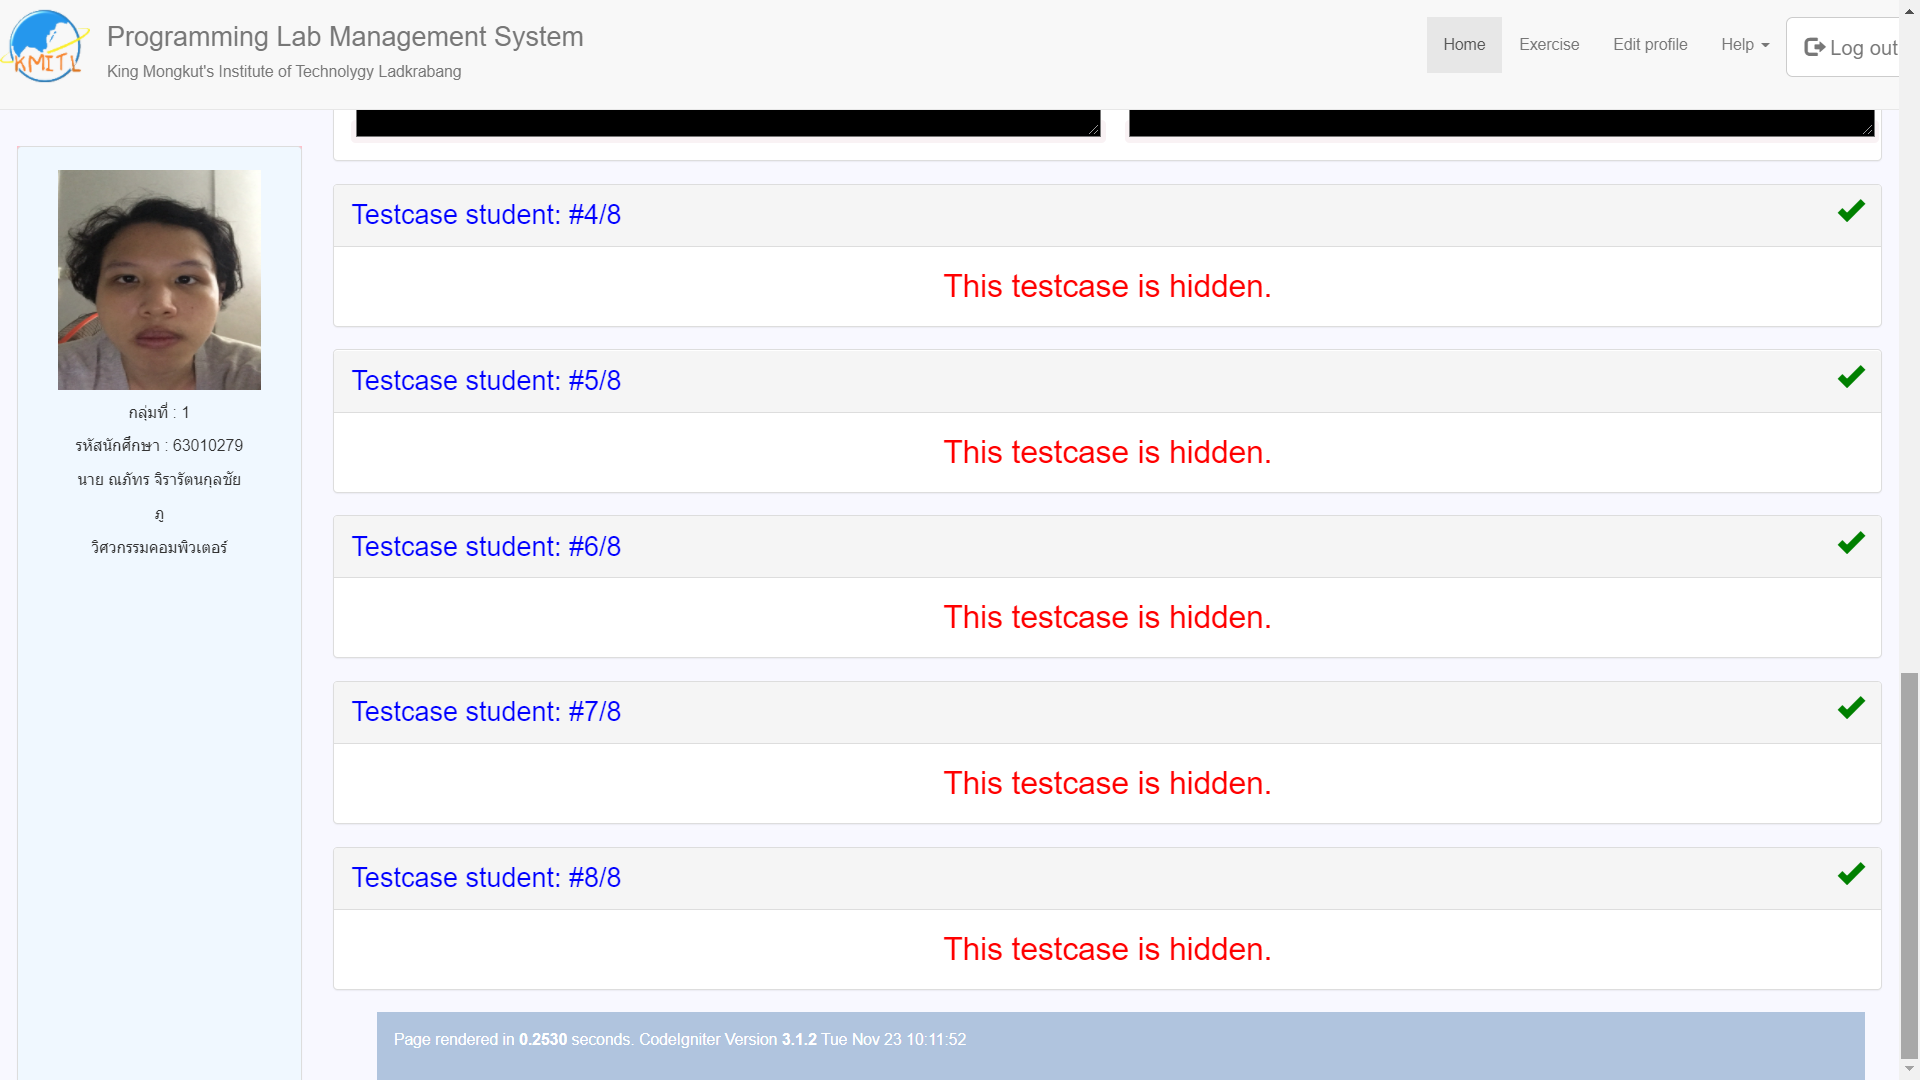 KMITL
Programming Lab Management System
King Mongkut's Institute of Technolygy Ladkrabang
Home
Exercise
Edit profile
Help
Log out
กลุ่มที่ : 1
รหัสนักศึกษา : 63010279
นาย ณภัทร จิรารัตนกุลชัย
ภู
วิศวกรรมคอมพิวเตอร์
Testcase student: #4/8
This testcase is hidden.
Testcase student: #5/8
This testcase is hidden.
Testcase student: #6/8
This testcase is hidden.
Testcase student: #7/8
This testcase is hidden.
Testcase student: #8/8
This testcase is hidden.
Page rendered in 0.2530 seconds. CodeIgniter Version 3.1.2 Tue Nov 23 10:11:52